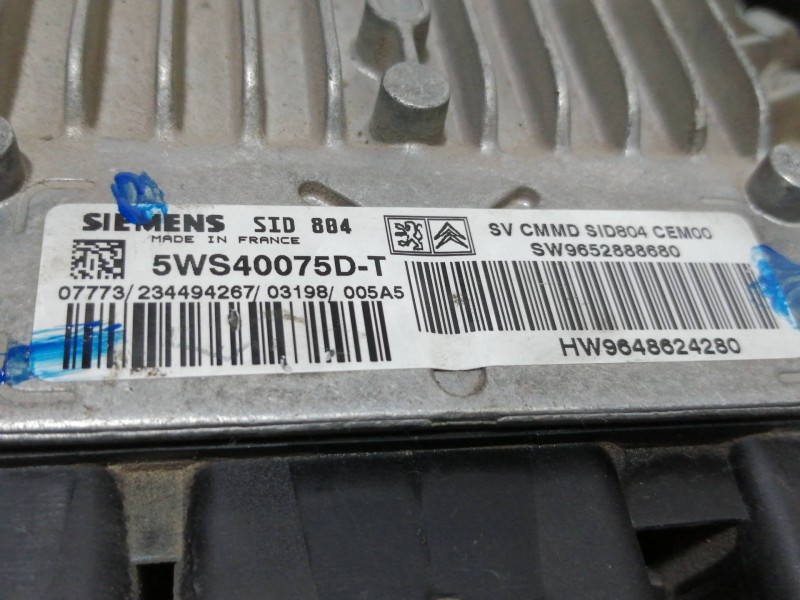 SIEMENS SID 804
MADE IN FRANCE
5WS40075D-T
07773/234494267/03198/005A5
SV CMMD SID804 CEM00
SW9652888680
HW9648624280